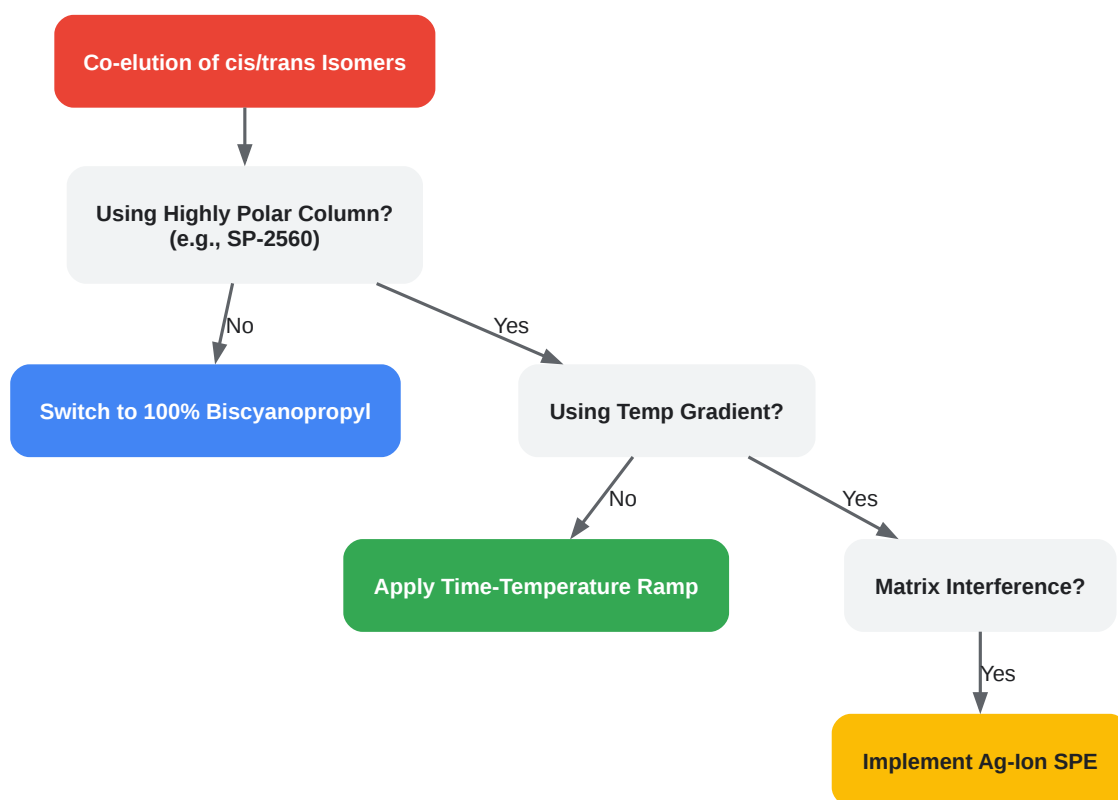 Co-elution of cis/trans Isomers
Using Highly Polar Column?
(e.g., SP-2560)
No
Yes
Switch to 100% Biscyanopropyl
Using Temp Gradient?
No
Yes
Apply Time-Temperature Ramp
Matrix Interference?
Yes
Implement Ag-Ion SPE